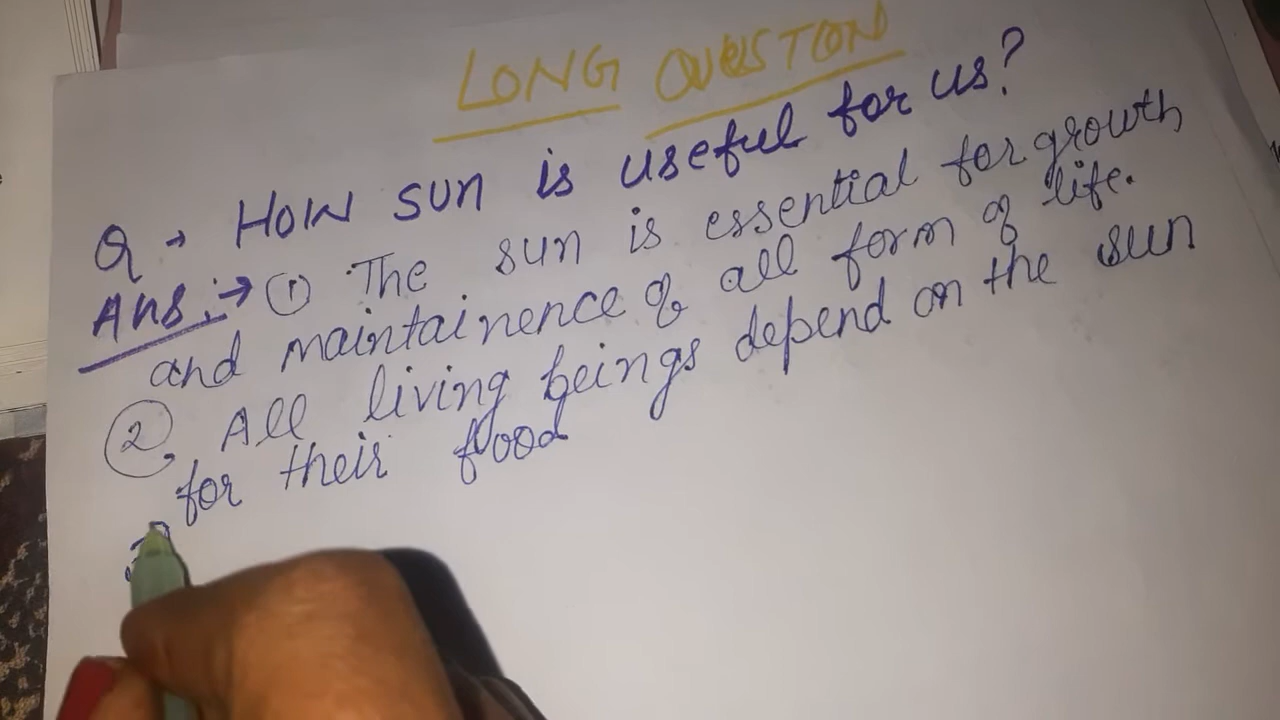 LONG QUESTION
Q → HOW SUN is useful for us?
Ans:→ ① The sun is essential for growth
and maintainence of all form of life.
②. All living beings depend on the sun
for their food
3